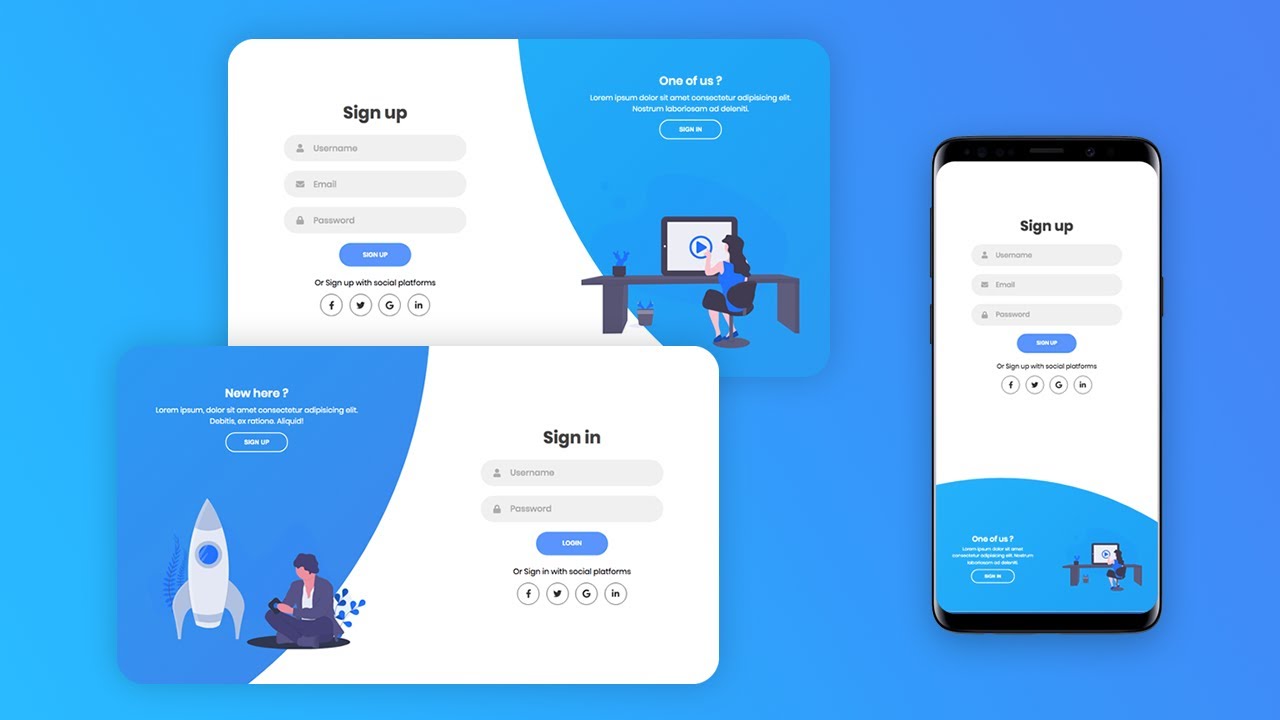 Sign up
Username
Email
Password
SIGN UP
Or Sign up with social platforms
One of us ?
Lorem ipsum dolor sit amet consectetur adipisicing elit.
Nostrum laboriosam ad deleniti.
SIGN IN
New here ?
Lorem ipsum, dolor sit amet consectetur adipisicing elit.
Debitis, ex ratione. Aliquid!
SIGN UP
Sign in
Username
Password
LOGIN
Or Sign in with social platforms
Sign up
Username
Email
Password
SIGN UP
Or Sign up with social platforms
One of us ?
Lorem ipsum dolor sit amet
consectetur adipisicing elit. Nostrum
laboriosam ad deleniti.
SIGN IN